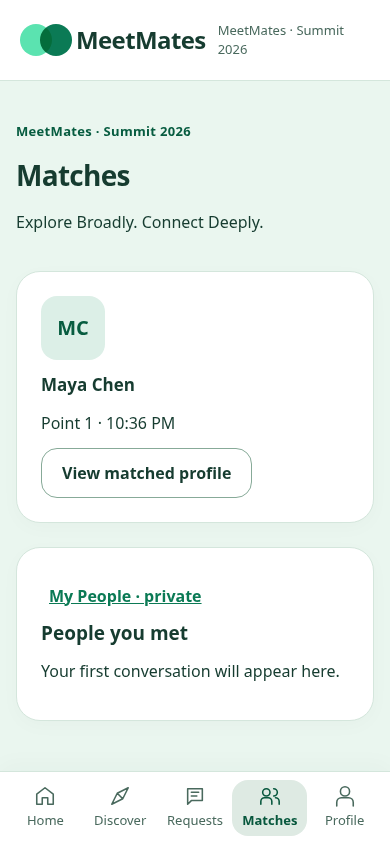 MeetMates
MeetMates · Summit
2026
MeetMates · Summit 2026
Matches
Explore Broadly. Connect Deeply.
MC
Maya Chen
Point 1 · 10:36 PM
View matched profile
My People · private
People you met
Your first conversation will appear here.
Home
Discover
Requests
Matches
Profile